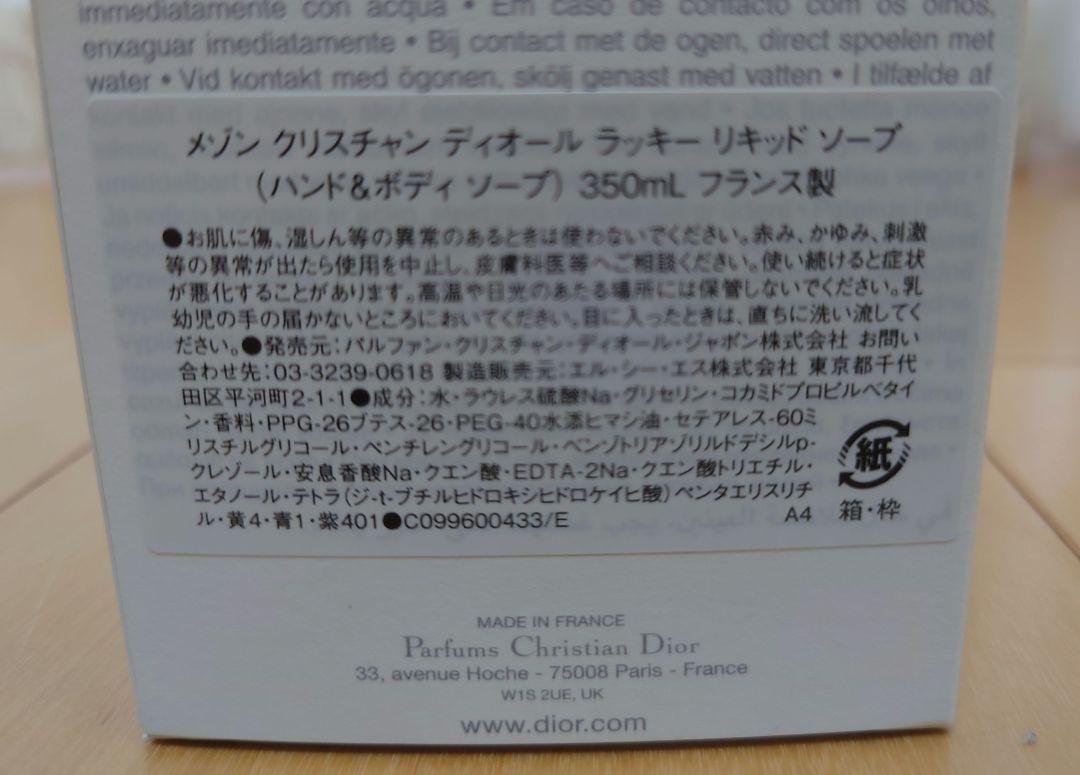 immediatamente con acqua • Em caso de contacto com os olhos,
enxaguar imediatamente • Bij contact met de ogen, direct spoelen met
water • Vid kontakt med ögonen, skölj genast med vatten • I tilfælde af
メゾン クリスチャン ディオール ラッキー リキッド ソープ
(ハンド&ボディ ソープ) 350mL フランス製
●お肌に傷、湿しん等の異常のあるときは使わないでください。赤み、かゆみ、刺激
等の異常が出たら使用を中止し、皮膚科医等へご相談ください。使い続けると症状
が悪化することがあります。高温や日光のあたる場所には保管しないでください。乳
幼児の手の届かないところにおいてください。目に入ったときは、直ちに洗い流してく
ださい。●発売元:パルファン・クリスチャン・ディオール・ジャポン株式会社 お問い
合わせ先:03-3239-0618 製造販売元:エル・シー・エス株式会社 東京都千代
田区平河町2-1-1●成分:水・ラウレス硫酸Na・グリセリン・コカミドプロピルベタイ
ン・香料・PPG-26ブテス-26・PEG-40水添ヒマシ油・セテアレス-60ミ
リスチルグリコール・ペンチレングリコール・ベンゾトリアゾリルドデシルp-
クレゾール・安息香酸Na・クエン酸・EDTA-2Na・クエン酸トリエチル・
エタノール・テトラ(ジ-t-ブチルヒドロキシヒドロケイヒ酸)ペンタエリスリチ
ル・黄4・青1・紫401●C099600433/E
A4
紙
箱・枠
MADE IN FRANCE
Parfums Christian Dior
33, avenue Hoche - 75008 Paris - France
W1S 2UE, UK
www.dior.com